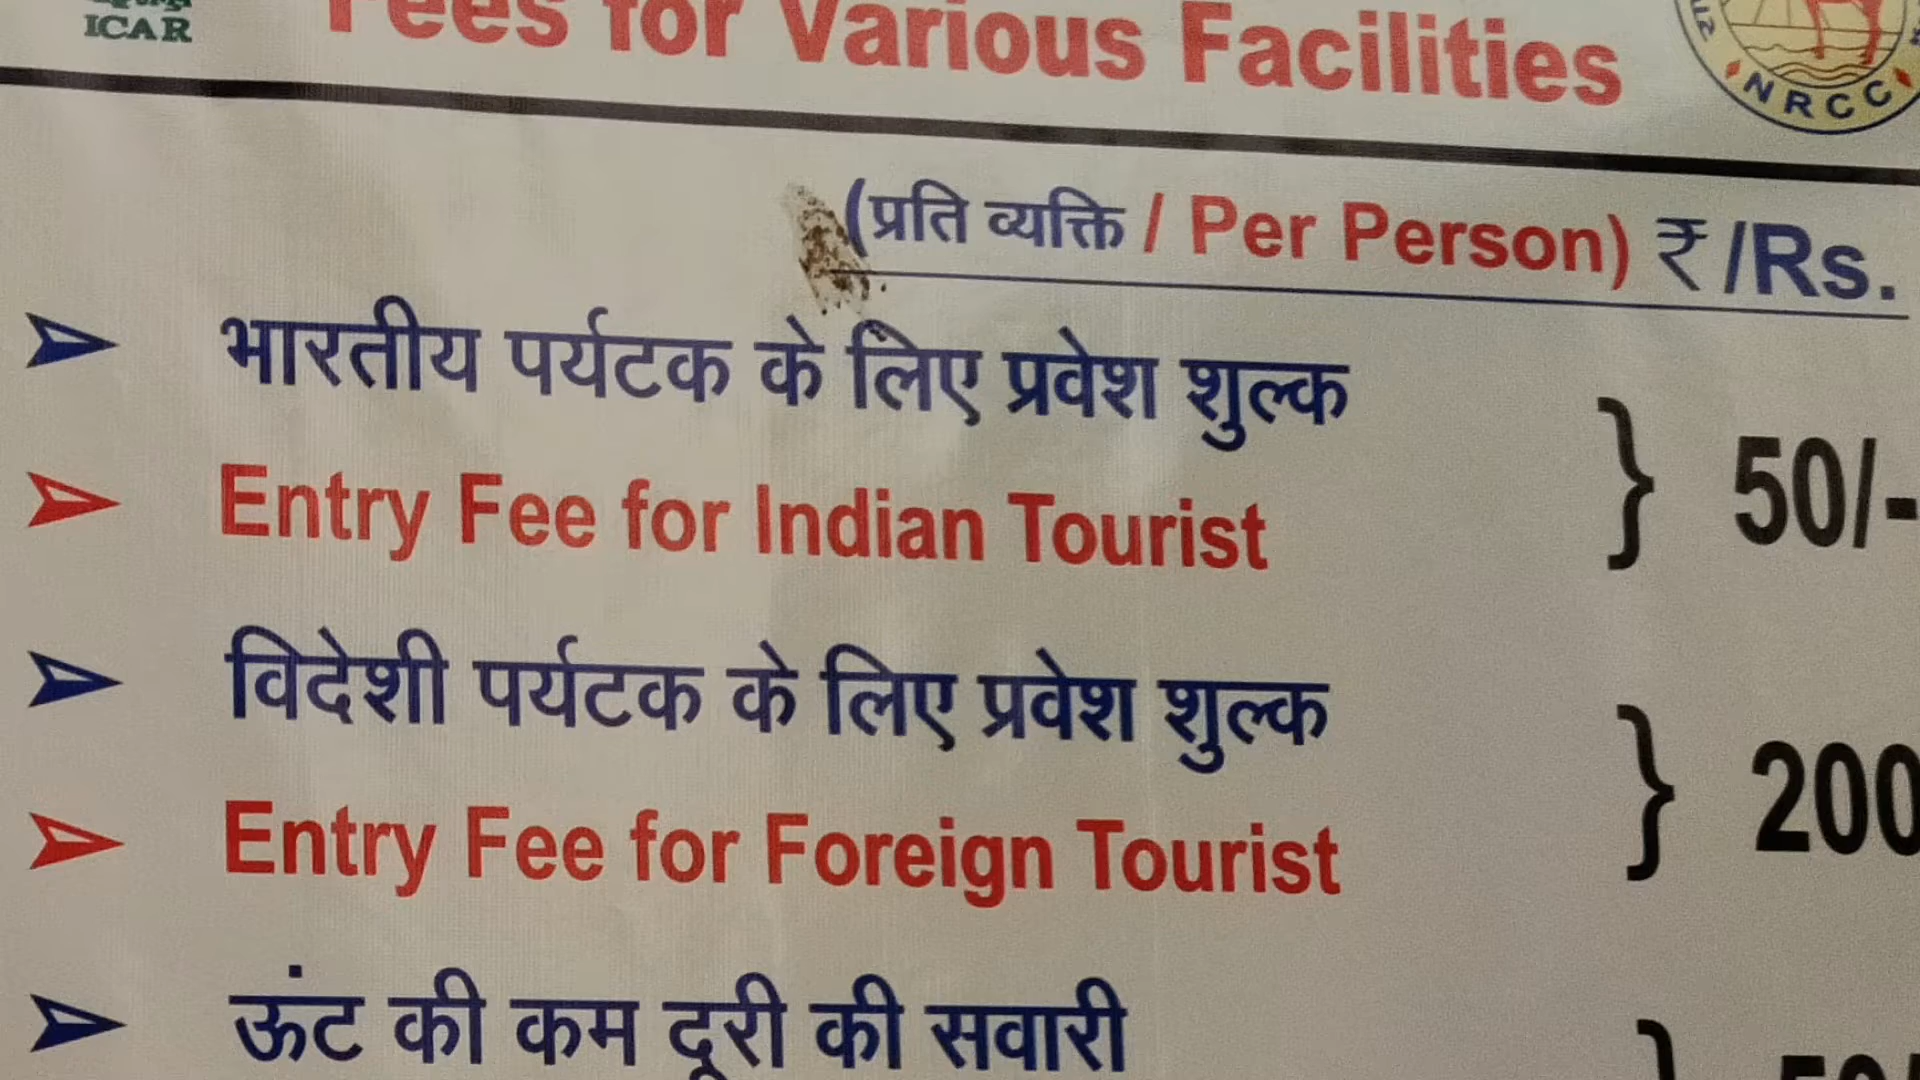 ICAR
Fees for Various Facilities
NRCC
(प्रति व्यक्ति / Per Person) ₹ /Rs.
भारतीय पर्यटक के लिए प्रवेश शुल्क
Entry Fee for Indian Tourist
50/-
विदेशी पर्यटक के लिए प्रवेश शुल्क
Entry Fee for Foreign Tourist
200
ऊंट की कम दूरी की सवारी